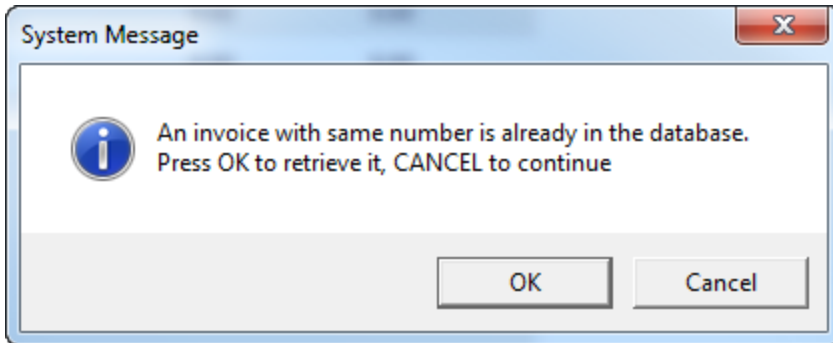 System Message
An invoice with same number is already in the database.
Press OK to retrieve it, CANCEL to continue
OK
Cancel